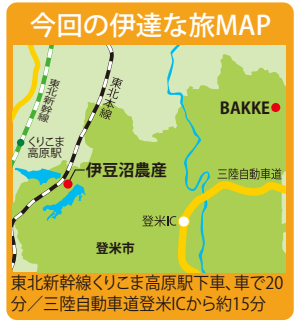 今回の伊達な旅MAP
東北新幹線
東北本線
BAKKE
くりこま
高原駅
伊豆沼農産
三陸自動車道
登米IC
登米市
東北新幹線くりこま高原駅下車、車で20
分／三陸自動車道登米ICから約15分